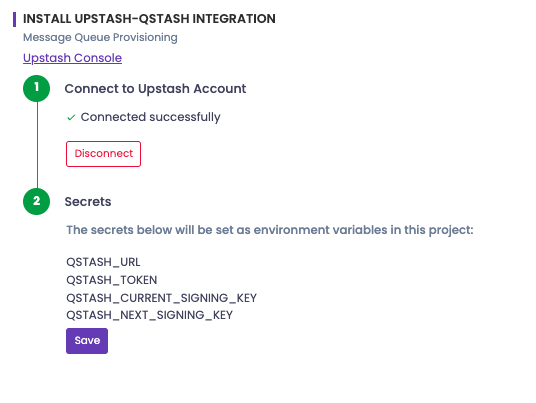 INSTALL UPSTASH-QSTASH INTEGRATION
Message Queue Provisioning
Upstash Console
1
Connect to Upstash Account
✓ Connected successfully
Disconnect
2
Secrets
The secrets below will be set as environment variables in this project:
QSTASH_URL
QSTASH_TOKEN
QSTASH_CURRENT_SIGNING_KEY
QSTASH_NEXT_SIGNING_KEY
Save